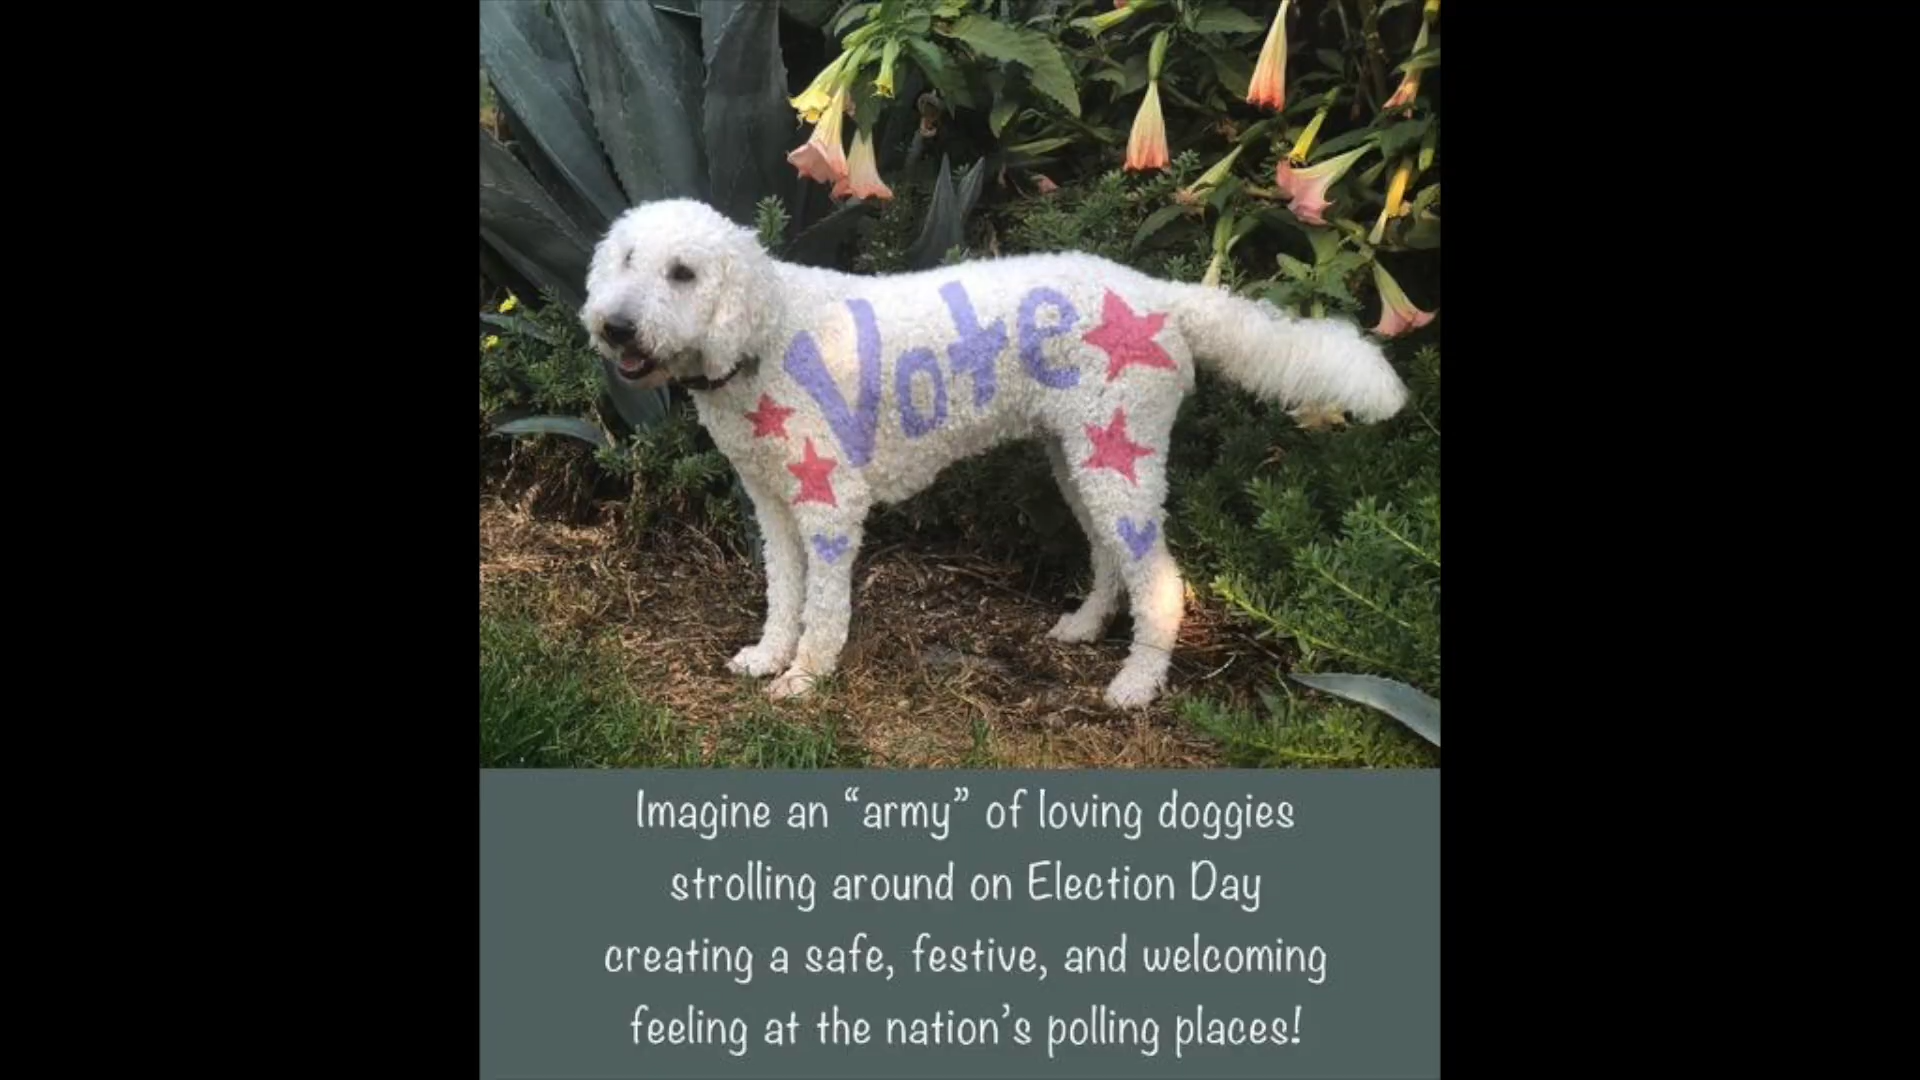 Vote
Imagine an “army” of loving doggies
strolling around on Election Day
creating a safe, festive, and welcoming
feeling at the nation’s polling places!